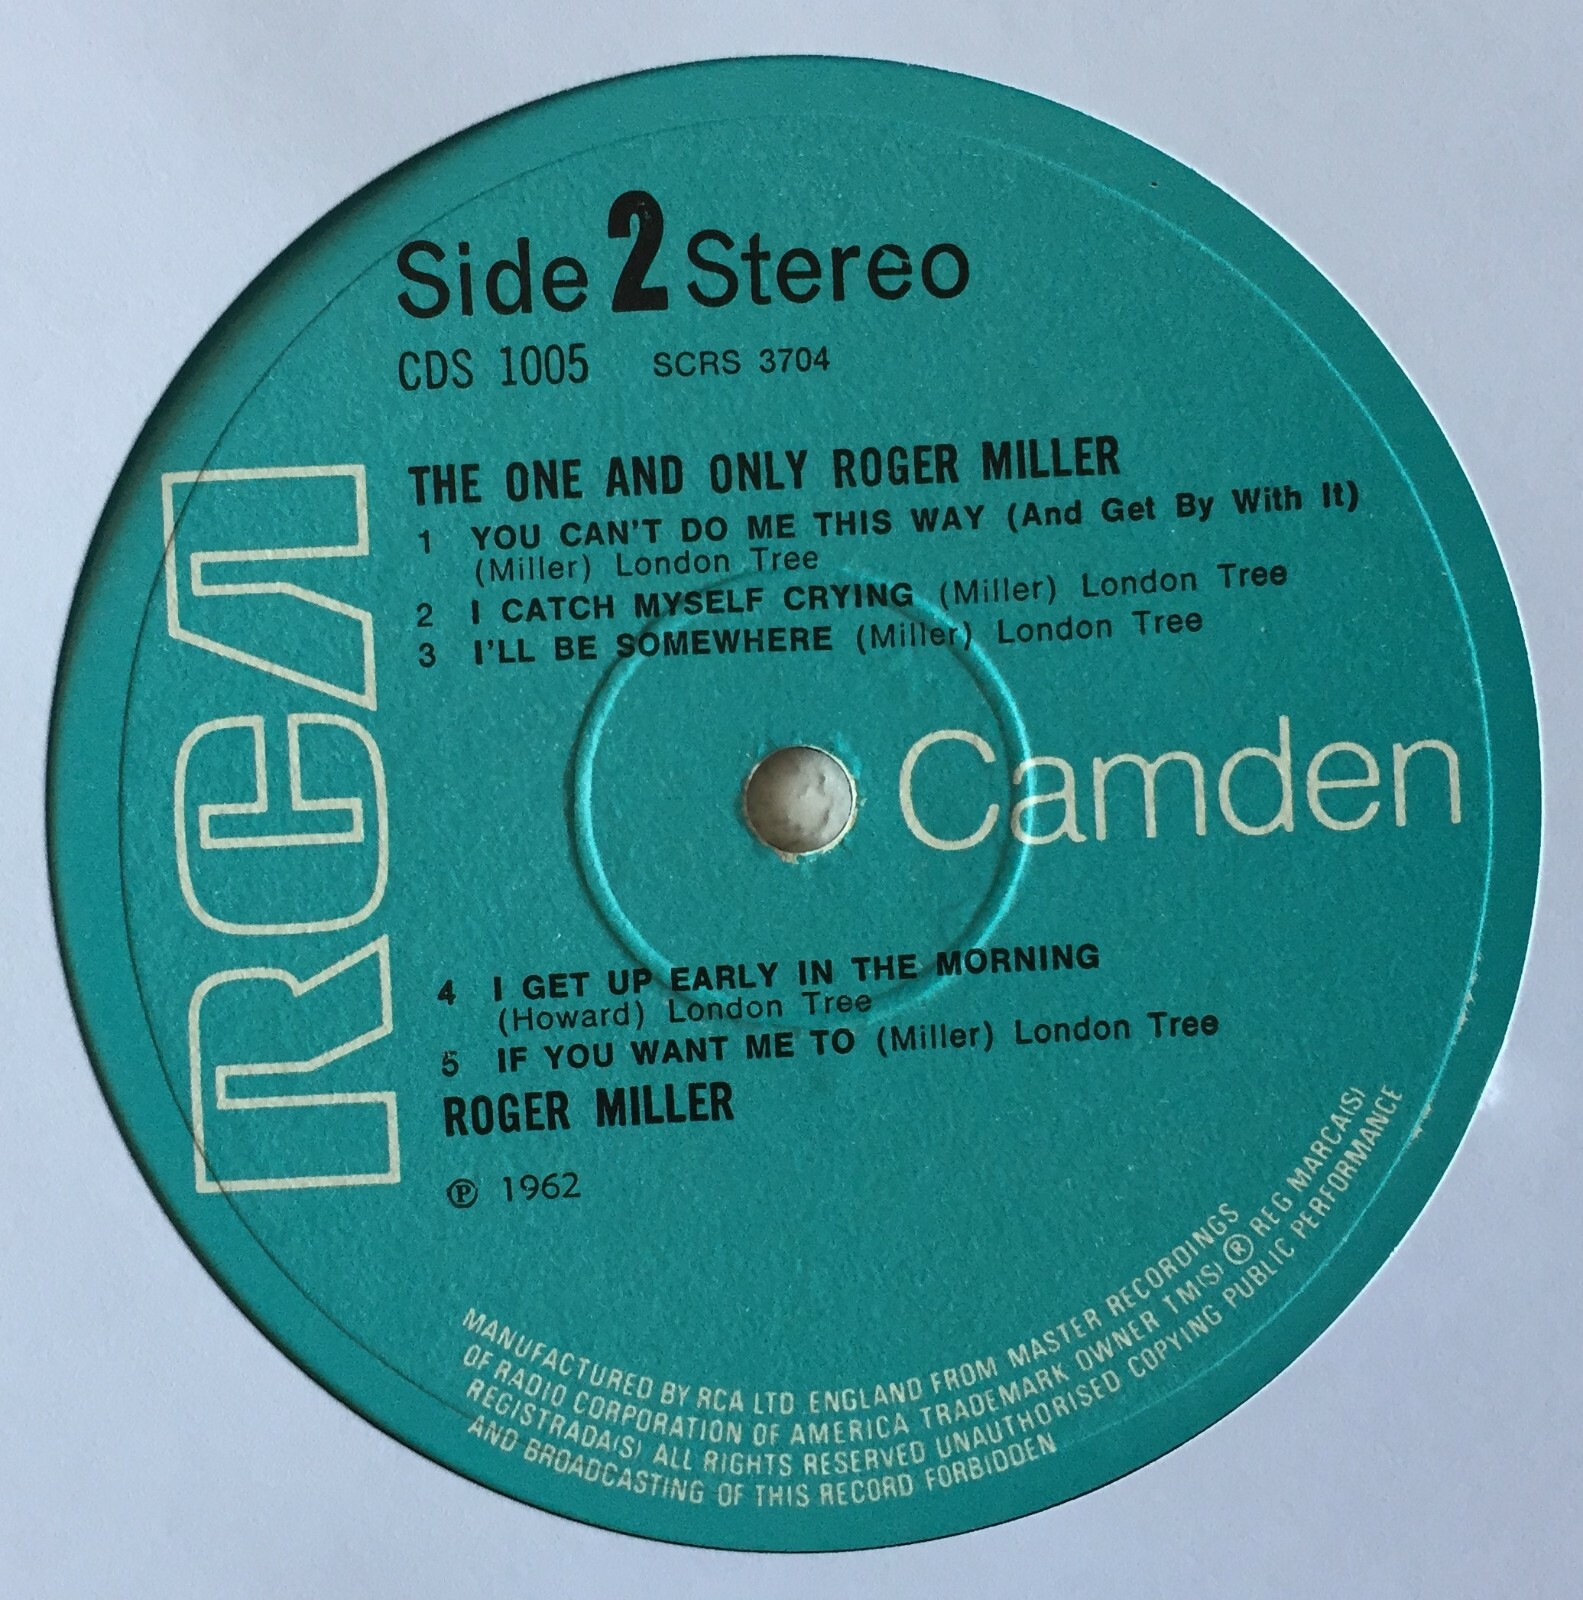 Side 2 Stereo
CDS 1005 SCRS 3704
THE ONE AND ONLY ROGER MILLER
1 YOU CAN'T DO ME THIS WAY (And Get By With It)
(Miller) London Tree
2 I CATCH MYSELF CRYING (Miller) London Tree
3 I'LL BE SOMEWHERE (Miller) London Tree
RCA
Camden
4 I GET UP EARLY IN THE MORNING
(Howard) London Tree
5 IF YOU WANT ME TO (Miller) London Tree
ROGER MILLER
℗ 1962
MANUFACTURED BY RCA LTD. ENGLAND FROM MASTER RECORDINGS
OF RADIO CORPORATION OF AMERICA TRADEMARK OWNER TM(S) ® REG MARCA(S)
REGISTRADA(S) ALL RIGHTS RESERVED UNAUTHORISED COPYING PUBLIC PERFORMANCE
AND BROADCASTING OF THIS RECORD FORBIDDEN